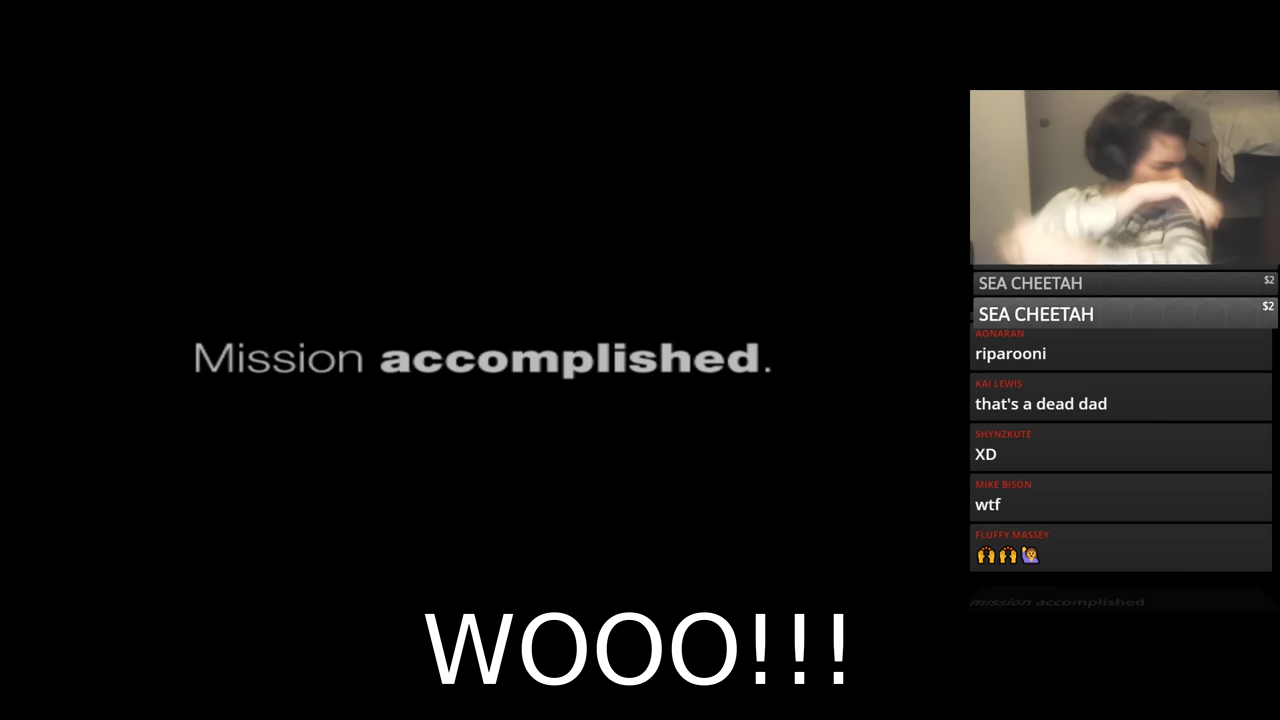 Mission accomplished.
SEA CHEETAH $2
SEA CHEETAH $2
AONARAN
riparooni
KAI LEWIS
that's a dead dad
SHYNZKUTE
XD
MIKE BISON
wtf
FLUFFY MASSEY
🙌🙌🙋
mission accomplished
WOOO!!!